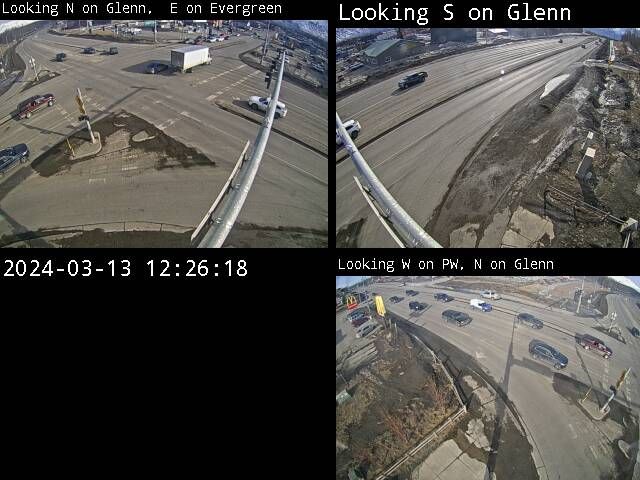 Looking N on Glenn, E on Evergreen
Looking S on Glenn
2024-03-13 12:26:18
Looking W on PW, N on Glenn